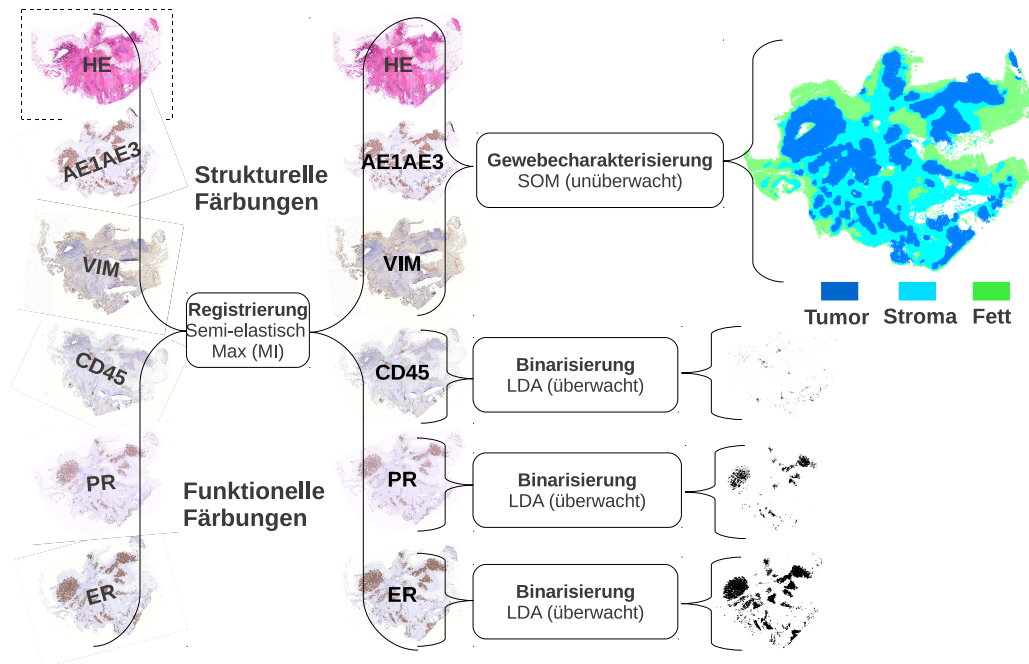 HE
AE1AE3
VIM
CD45
PR
ER
Strukturelle
Färbungen
Funktionelle
Färbungen
Registrierung
Semi-elastisch
Max (MI)
HE
AE1AE3
VIM
CD45
PR
ER
Gewebecharakterisierung
SOM (unüberwacht)
Binarisierung
LDA (überwacht)
Binarisierung
LDA (überwacht)
Binarisierung
LDA (überwacht)
Tumor Stroma Fett